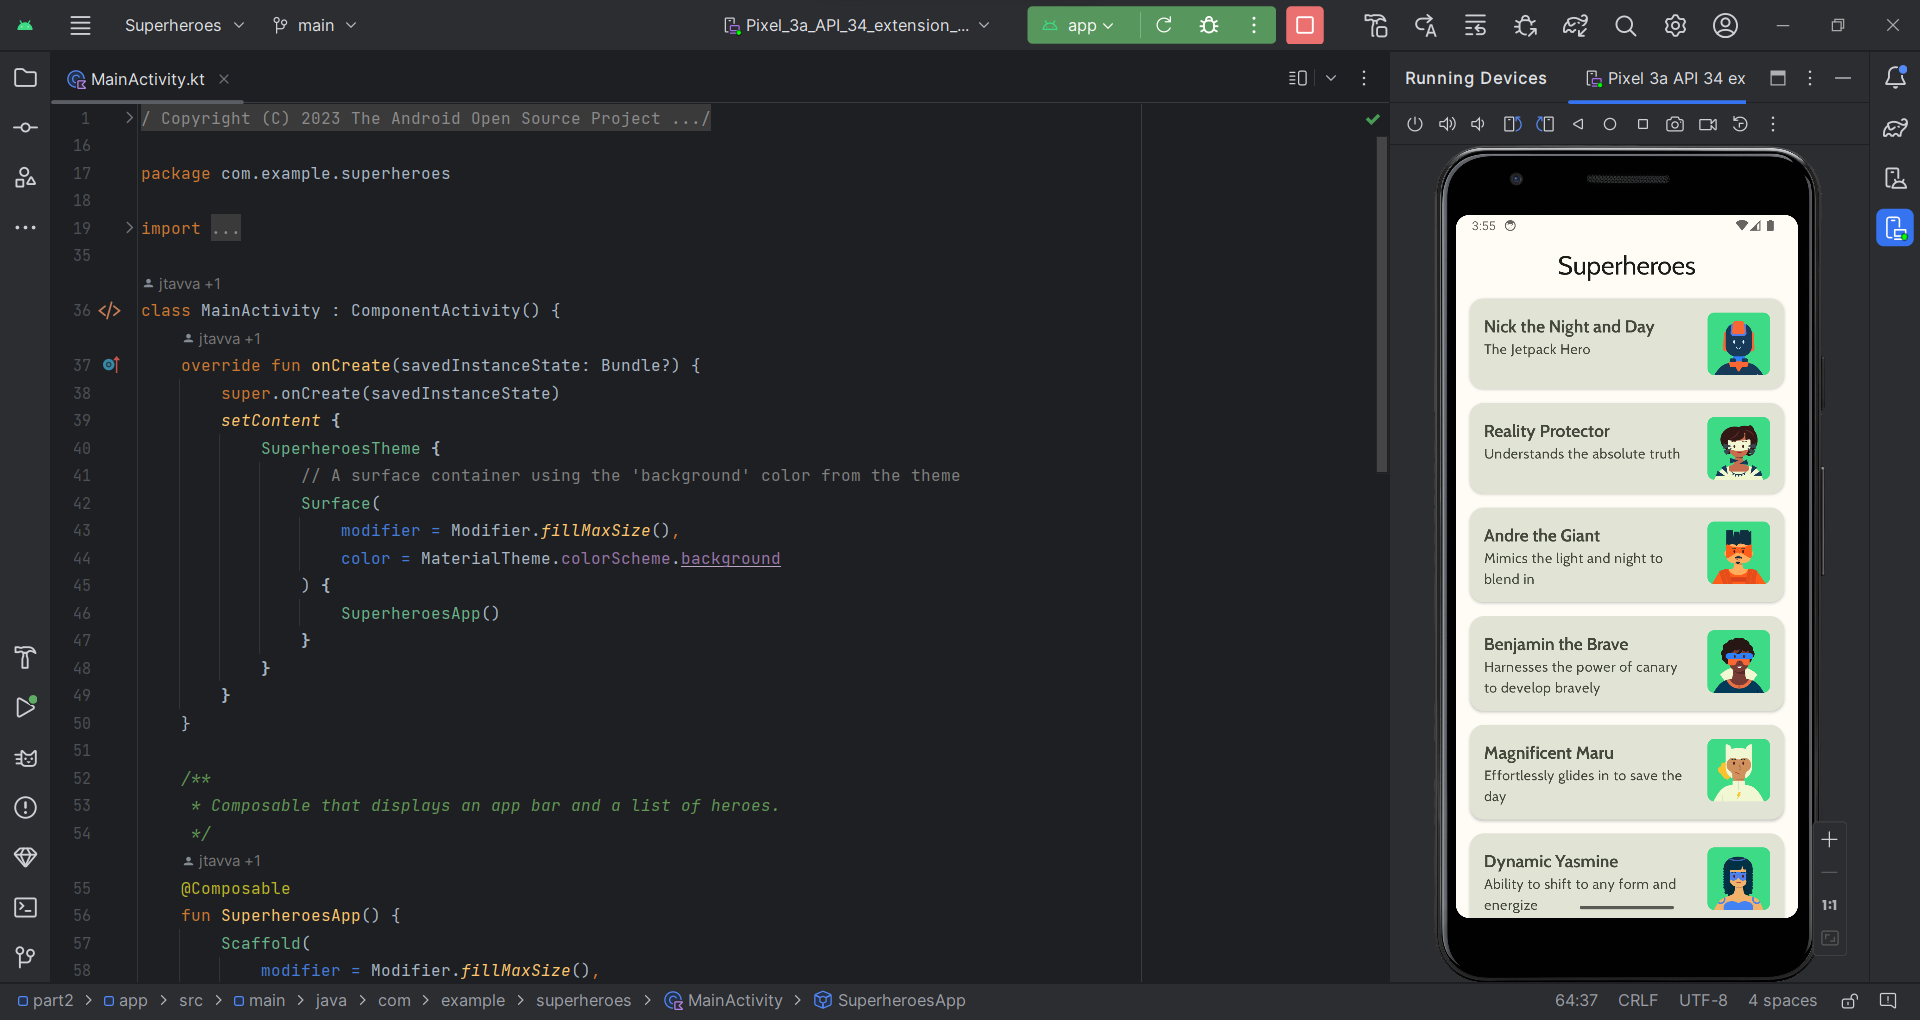 Superheroes
main
Pixel_3a_API_34_extension_...
app
MainActivity.kt
Running Devices
Pixel 3a API 34 ex
1 / Copyright (C) 2023 The Android Open Source Project .../
16
17 package com.example.superheroes
18
19 import ...
35
jtavva +1
36 class MainActivity : ComponentActivity() {
jtavva +1
37 override fun onCreate(savedInstanceState: Bundle?) {
38 super.onCreate(savedInstanceState)
39 setContent {
40 SuperheroesTheme {
41 // A surface container using the 'background' color from the theme
42 Surface(
43 modifier = Modifier.fillMaxSize(),
44 color = MaterialTheme.colorScheme.background
45 ) {
46 SuperheroesApp()
47 }
48 }
49 }
50 }
51
52 /**
53 * Composable that displays an app bar and a list of heroes.
54 */
jtavva +1
55 @Composable
56 fun SuperheroesApp() {
57 Scaffold(
58 modifier = Modifier.fillMaxSize(),
3:55
Superheroes
Nick the Night and Day
The Jetpack Hero
Reality Protector
Understands the absolute truth
Andre the Giant
Mimics the light and night to
blend in
Benjamin the Brave
Harnesses the power of canary
to develop bravely
Magnificent Maru
Effortlessly glides in to save the
day
Dynamic Yasmine
Ability to shift to any form and
energize
1:1
part2 > app > src > main > java > com > example > superheroes > MainActivity > SuperheroesApp
64:37 CRLF UTF-8 4 spaces